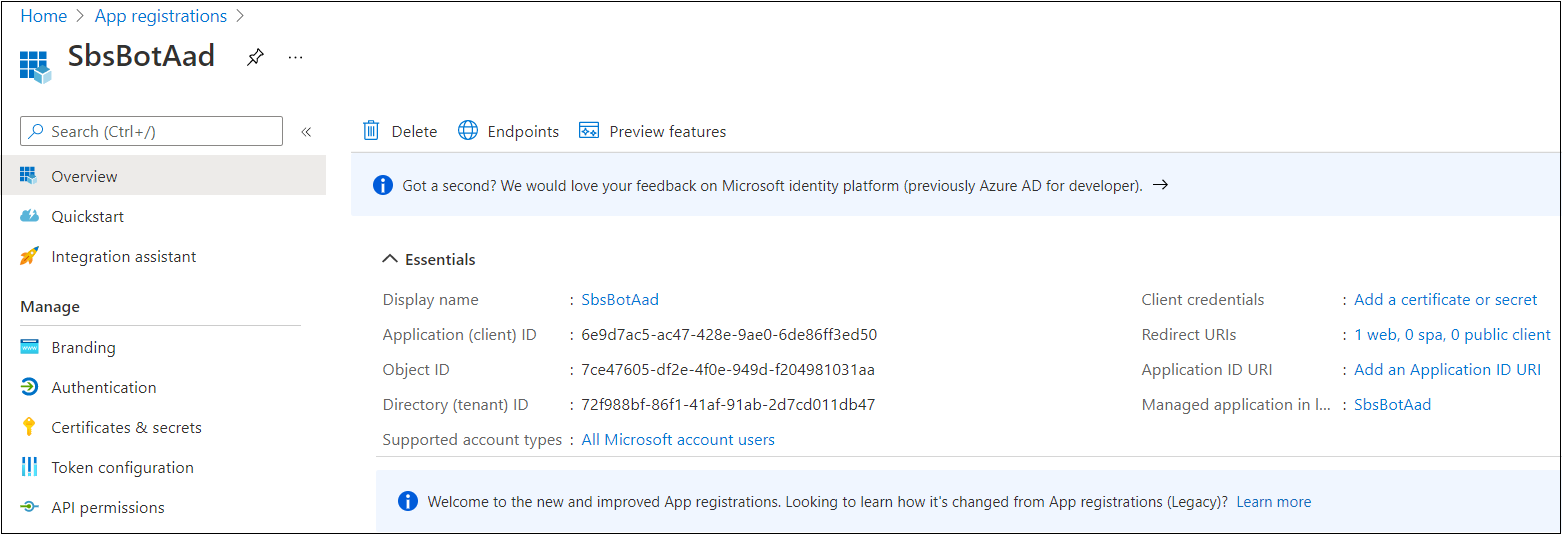 Home > App registrations >
SbsBotAad
...
Search (Ctrl+/)
«
Overview
Quickstart
Integration assistant
Manage
Branding
Authentication
Certificates & secrets
Token configuration
API permissions
Delete Endpoints Preview features
Got a second? We would love your feedback on Microsoft identity platform (previously Azure AD for developer). →
Essentials
Display name : SbsBotAad
Application (client) ID : 6e9d7ac5-ac47-428e-9ae0-6de86ff3ed50
Object ID : 7ce47605-df2e-4f0e-949d-f204981031aa
Directory (tenant) ID : 72f988bf-86f1-41af-91ab-2d7cd011db47
Supported account types : All Microsoft account users
Client credentials : Add a certificate or secret
Redirect URIs : 1 web, 0 spa, 0 public client
Application ID URI : Add an Application ID URI
Managed application in l... : SbsBotAad
Welcome to the new and improved App registrations. Looking to learn how it's changed from App registrations (Legacy)? Learn more